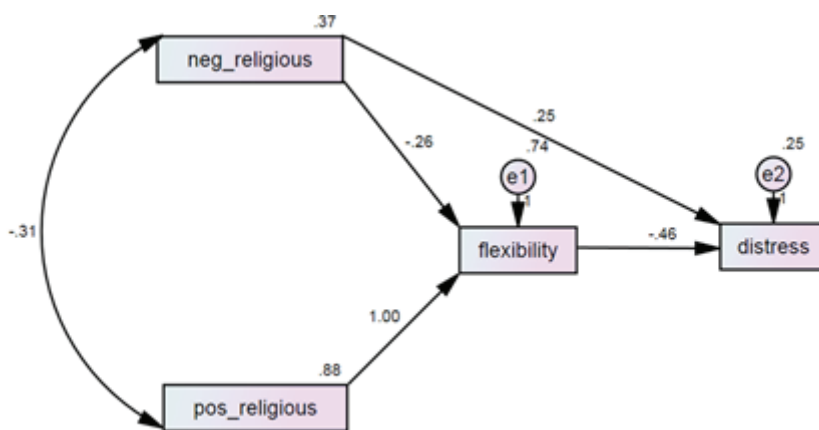 .37
neg_religious
.25
.74
.25
-.26
e1
e2
1
1
-.31
flexibility
-.46
distress
1.00
.88
pos_religious